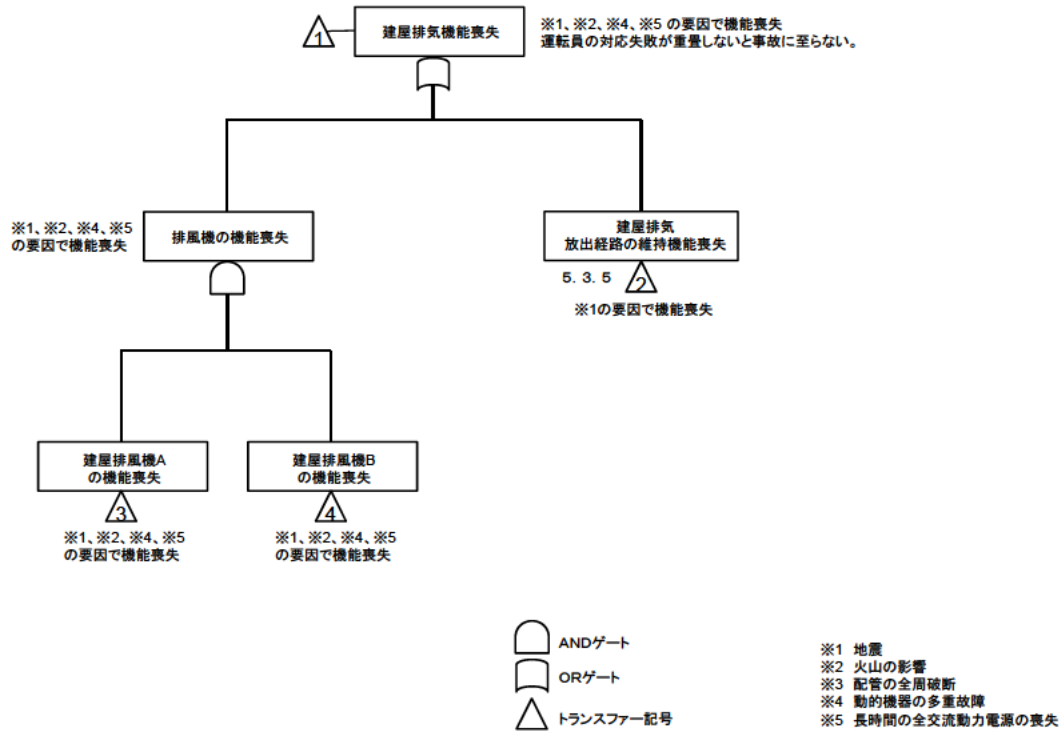 1
建屋排気機能喪失
※1、※2、※4、※5 の要因で機能喪失
運転員の対応失敗が重畳しないと事故に至らない。
※1、※2、※4、※5
の要因で機能喪失
排風機の機能喪失
建屋排気
放出経路の維持機能喪失
5. 3. 5
2
※1の要因で機能喪失
建屋排風機A
の機能喪失
3
※1、※2、※4、※5
の要因で機能喪失
建屋排風機B
の機能喪失
4
※1、※2、※4、※5
の要因で機能喪失
ANDゲート
ORゲート
トランスファー記号
※1 地震
※2 火山の影響
※3 配管の全周破断
※4 動的機器の多重故障
※5 長時間の全交流動力電源の喪失